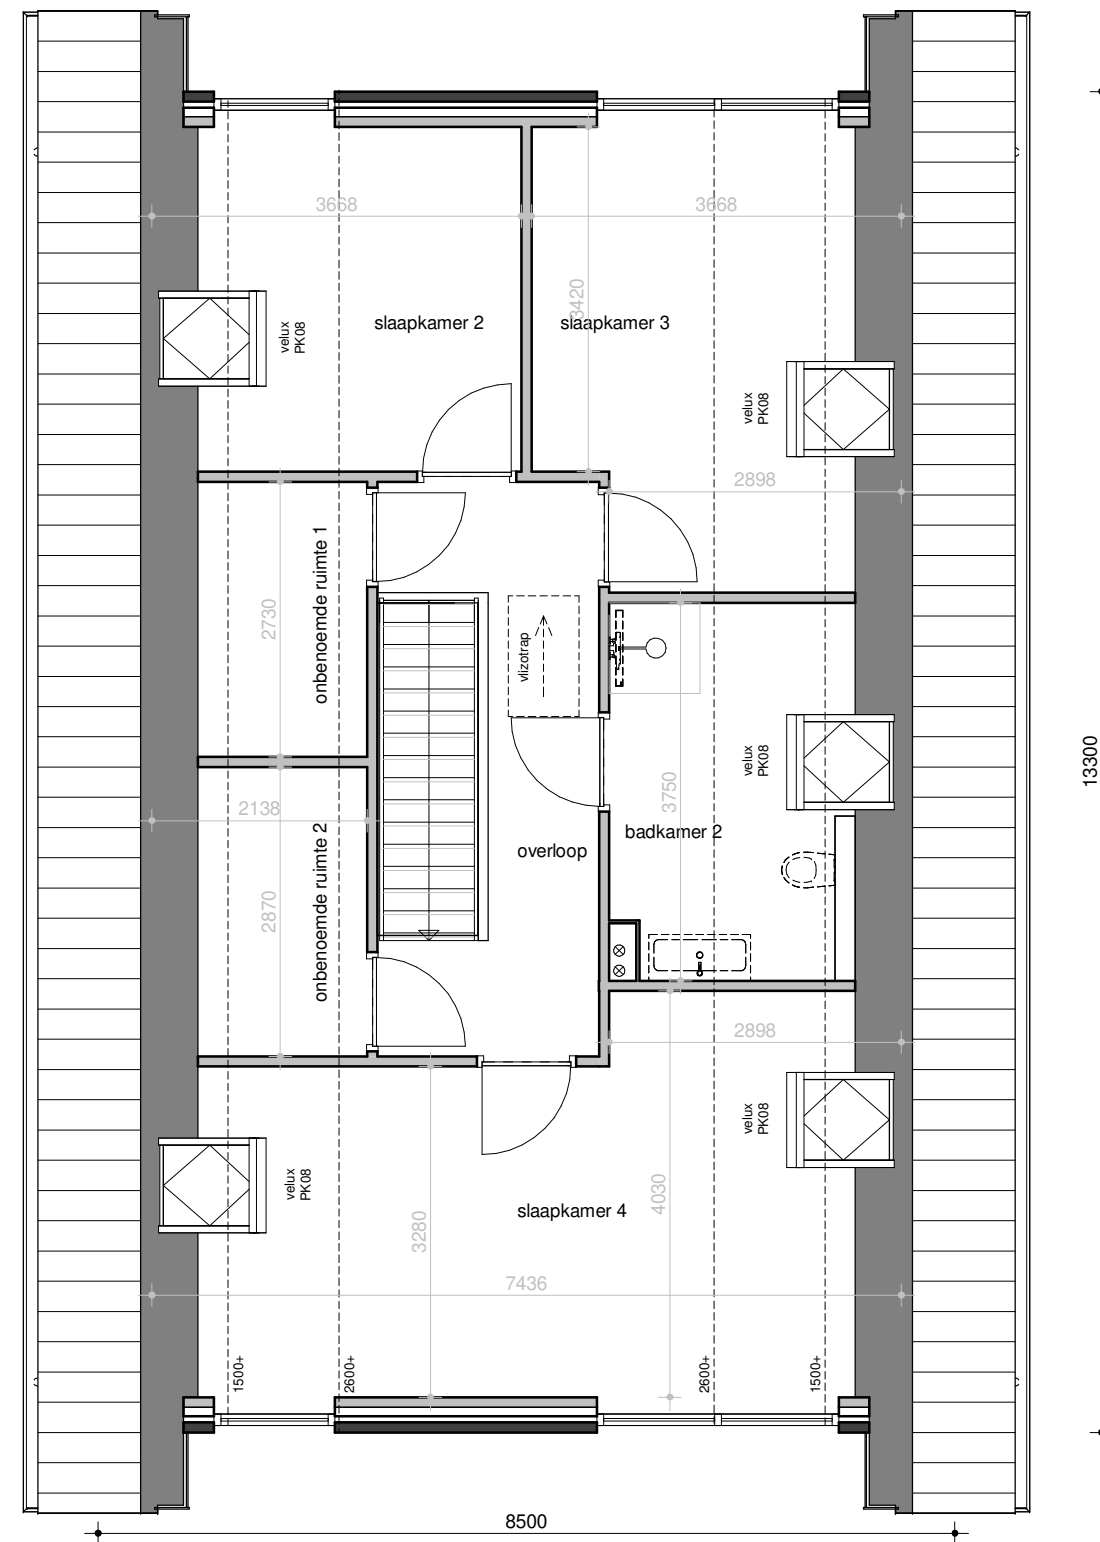 3668
3668
3420
slaapkamer 2
slaapkamer 3
velux
PK08
velux
PK08
2898
onbenoemde ruimte 1
2730
vlizotrap
velux
PK08
13300
3750
2138
badkamer 2
overloop
onbenoemde ruimte 2
2870
2898
velux
PK08
velux
PK08
4030
slaapkamer 4
3280
7436
1500+
2600+
2600+
1500+
8500